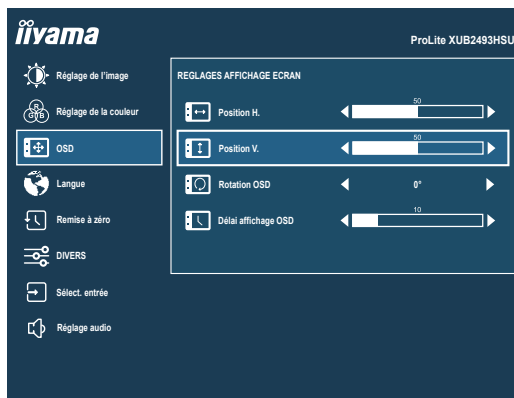 iiyama
ProLite XUB2493HSU
Réglage de l'image
Réglage de la couleur
OSD
Langue
Remise à zéro
DIVERS
Sélect. entrée
Réglage audio
REGLAGES AFFICHAGE ECRAN
Position H. 50
Position V. 50
Rotation OSD 0°
Délai affichage OSD 10
R
G B